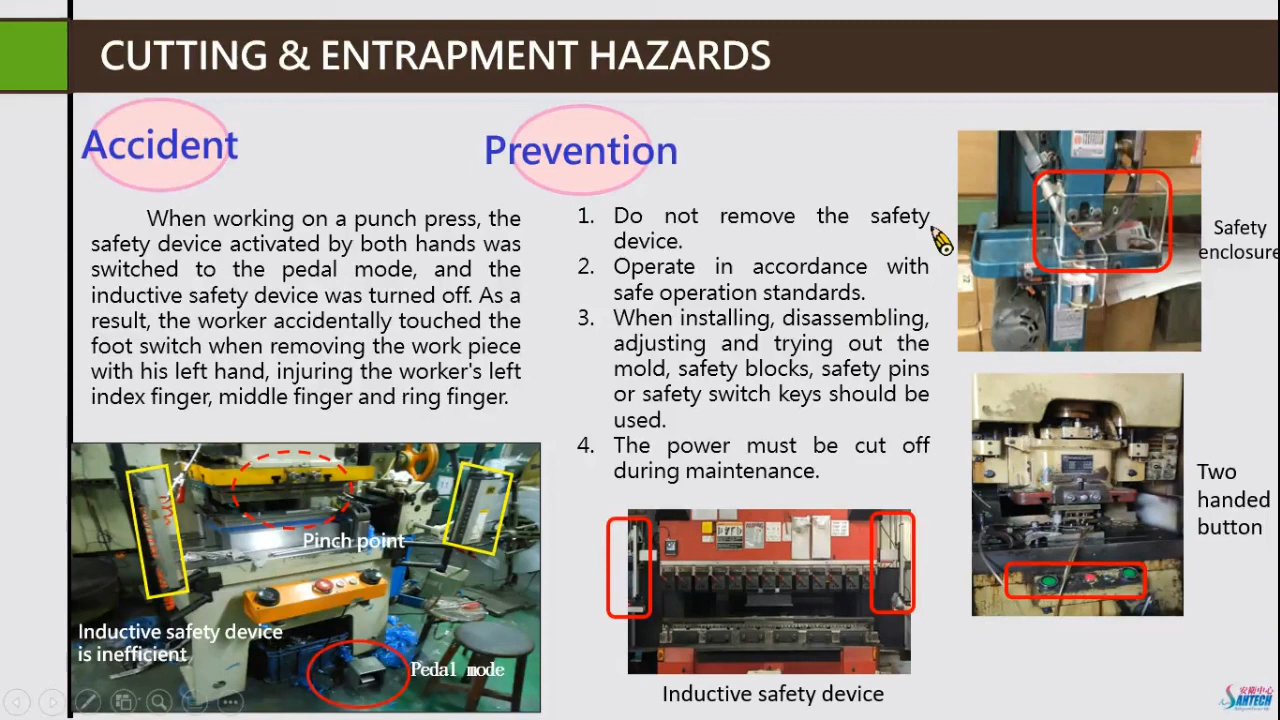 CUTTING & ENTRAPMENT HAZARDS
Accident
When working on a punch press, the
safety device activated by both hands was
switched to the pedal mode, and the
inductive safety device was turned off. As a
result, the worker accidentally touched the
foot switch when removing the work piece
with his left hand, injuring the worker's left
index finger, middle finger and ring finger.
Pinch point
Inductive safety device
is inefficient
Pedal mode
Prevention
1. Do not remove the safety
device.
2. Operate in accordance with
safe operation standards.
3. When installing, disassembling,
adjusting and trying out the
mold, safety blocks, safety pins
or safety switch keys should be
used.
4. The power must be cut off
during maintenance.
Inductive safety device
Safety
enclosure
Two
handed
button
安衛中心
SAHTECH